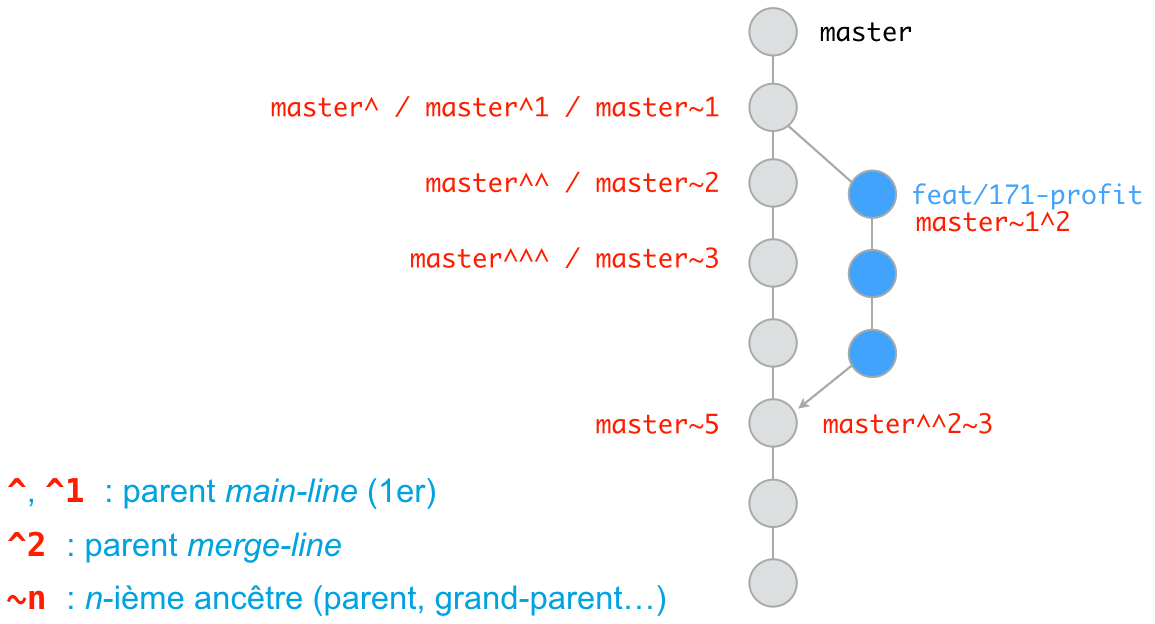 master
master^ / master^1 / master~1
master^^ / master~2
feat/171-profit
master~1^2
master^^^ / master~3
master~5
master^^2~3
^, ^1 : parent main-line (1er)
^2 : parent merge-line
~n : n-ième ancêtre (parent, grand-parent…)